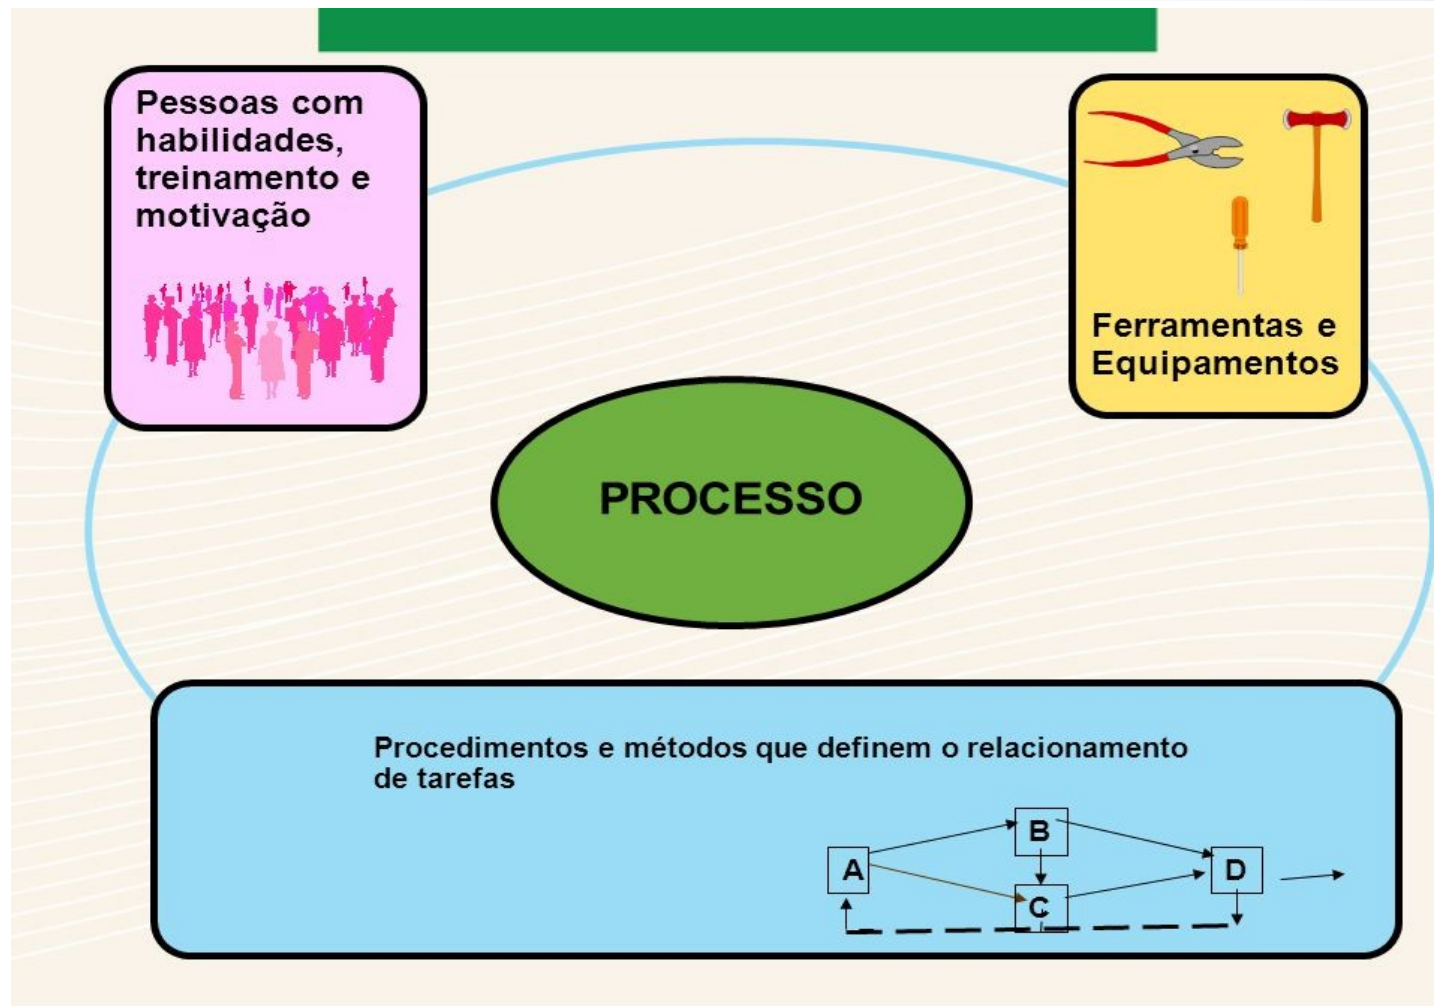 Pessoas com
habilidades,
treinamento e
motivação
Ferramentas e
Equipamentos
PROCESSO
Procedimentos e métodos que definem o relacionamento
de tarefas
B
A
D
C